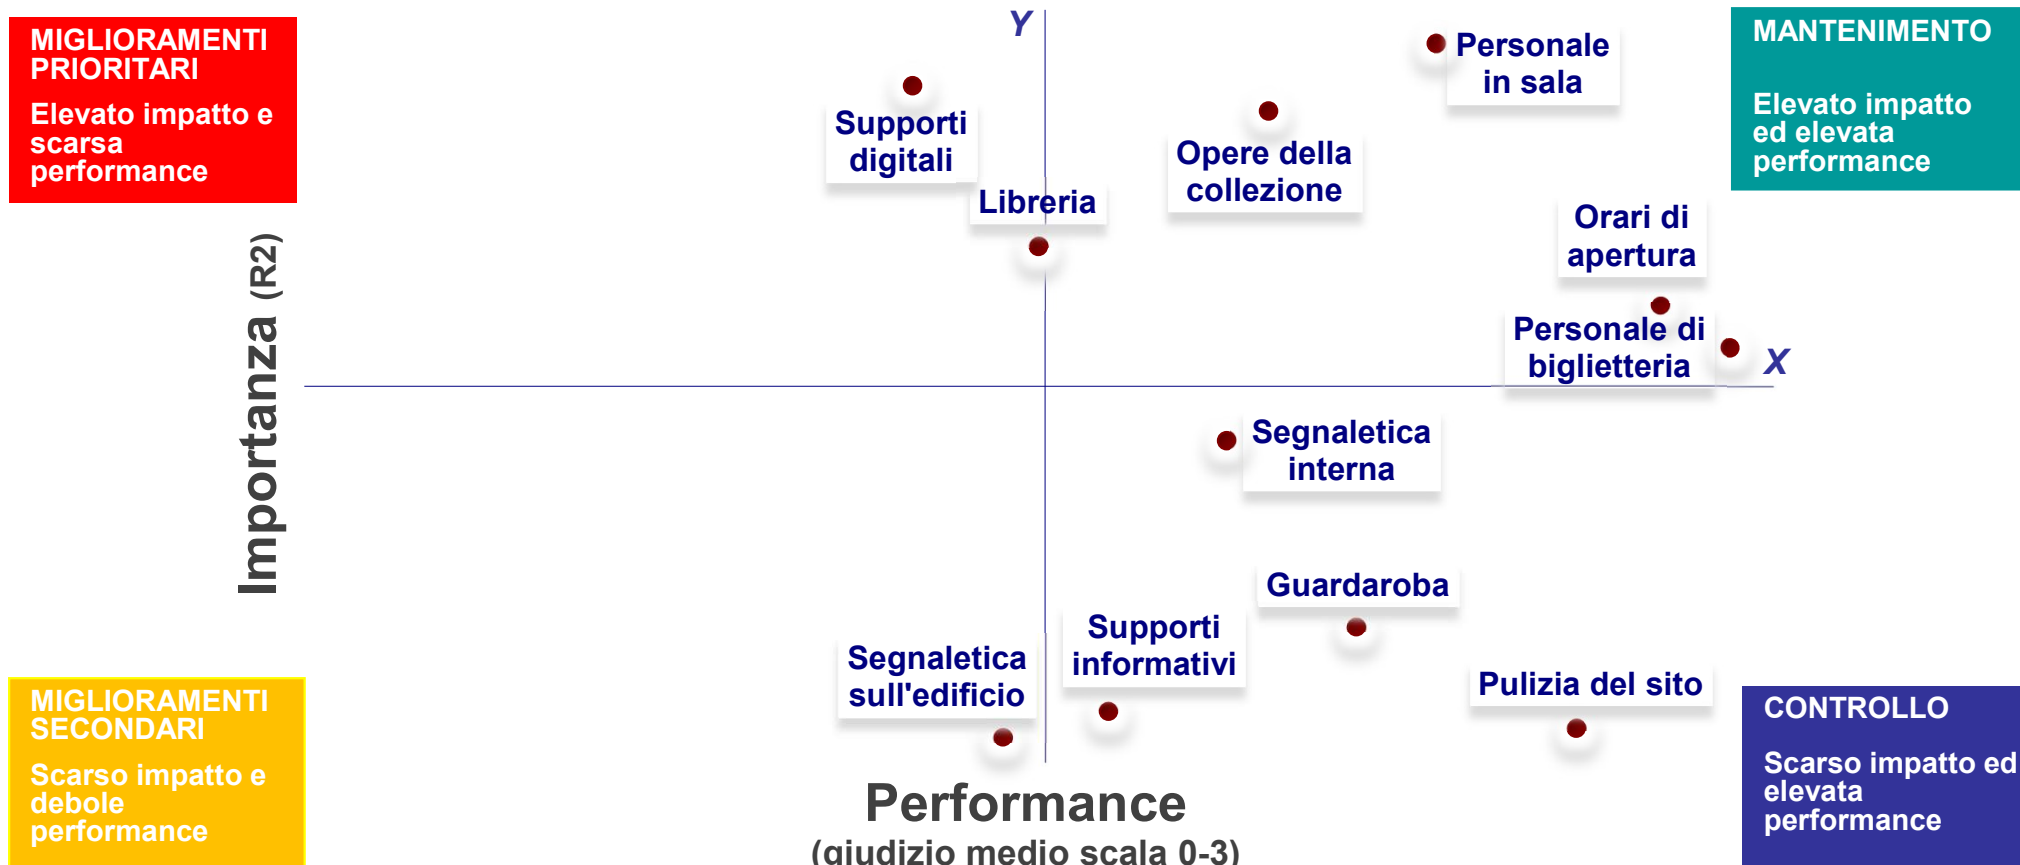 MIGLIORAMENTI
PRIORITARI
Elevato impatto e
scarsa
performance
Y
Personale
in sala
MANTENIMENTO
Elevato impatto
ed elevata
performance
Supporti
digitali
Opere della
collezione
Libreria
Orari di
apertura
Personale di
biglietteria
X
Importanza (R2)
Segnaletica
interna
Guardaroba
Supporti
informativi
Segnaletica
sull'edificio
Pulizia del sito
MIGLIORAMENTI
SECONDARI
Scarso impatto e
debole
performance
CONTROLLO
Scarso impatto ed
elevata
performance
Performance
(giudizio medio scala 0-3)